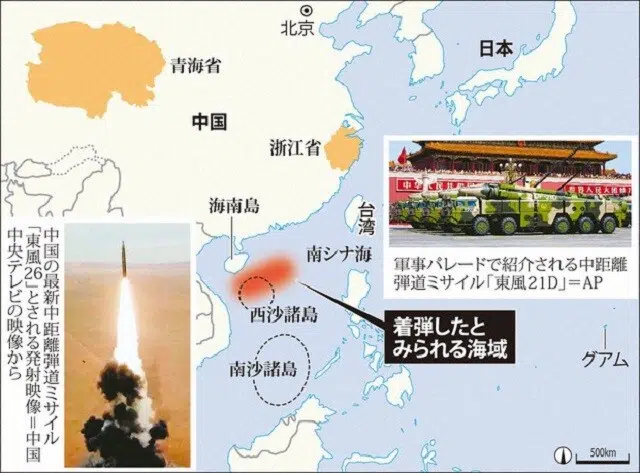 北京
日本
青海省
中国
浙江省
海南島
台湾
南シナ海
西沙諸島
南沙諸島
着弾したと
みられる海域
グアム
500km
軍事パレードで紹介される中距離
弾道ミサイル「東風21D」=AP
中国の最新中距離弾道ミサイル
「東風26」とされる発射映像=中国
中央テレビの映像から